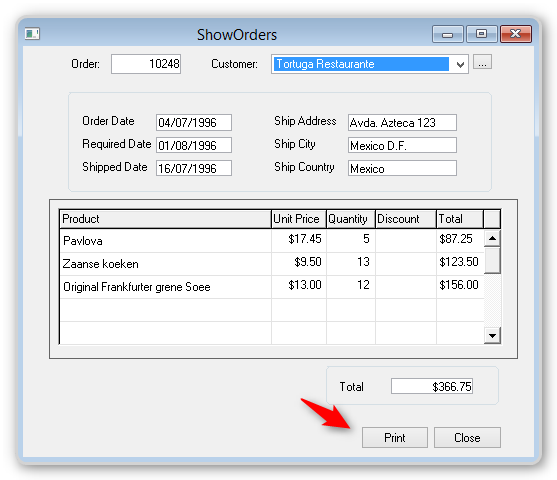 ShowOrders
Order: 10248 Customer: Tortuga Restaurante ...
Order Date 04/07/1996 Ship Address Avda. Azteca 123
Required Date 01/08/1996 Ship City Mexico D.F.
Shipped Date 16/07/1996 Ship Country Mexico
Product Unit Price Quantity Discount Total
Pavlova $17.45 5 $87.25
Zaanse koeken $9.50 13 $123.50
Original Frankfurter grene Soee $13.00 12 $156.00
Total $366.75
Print Close